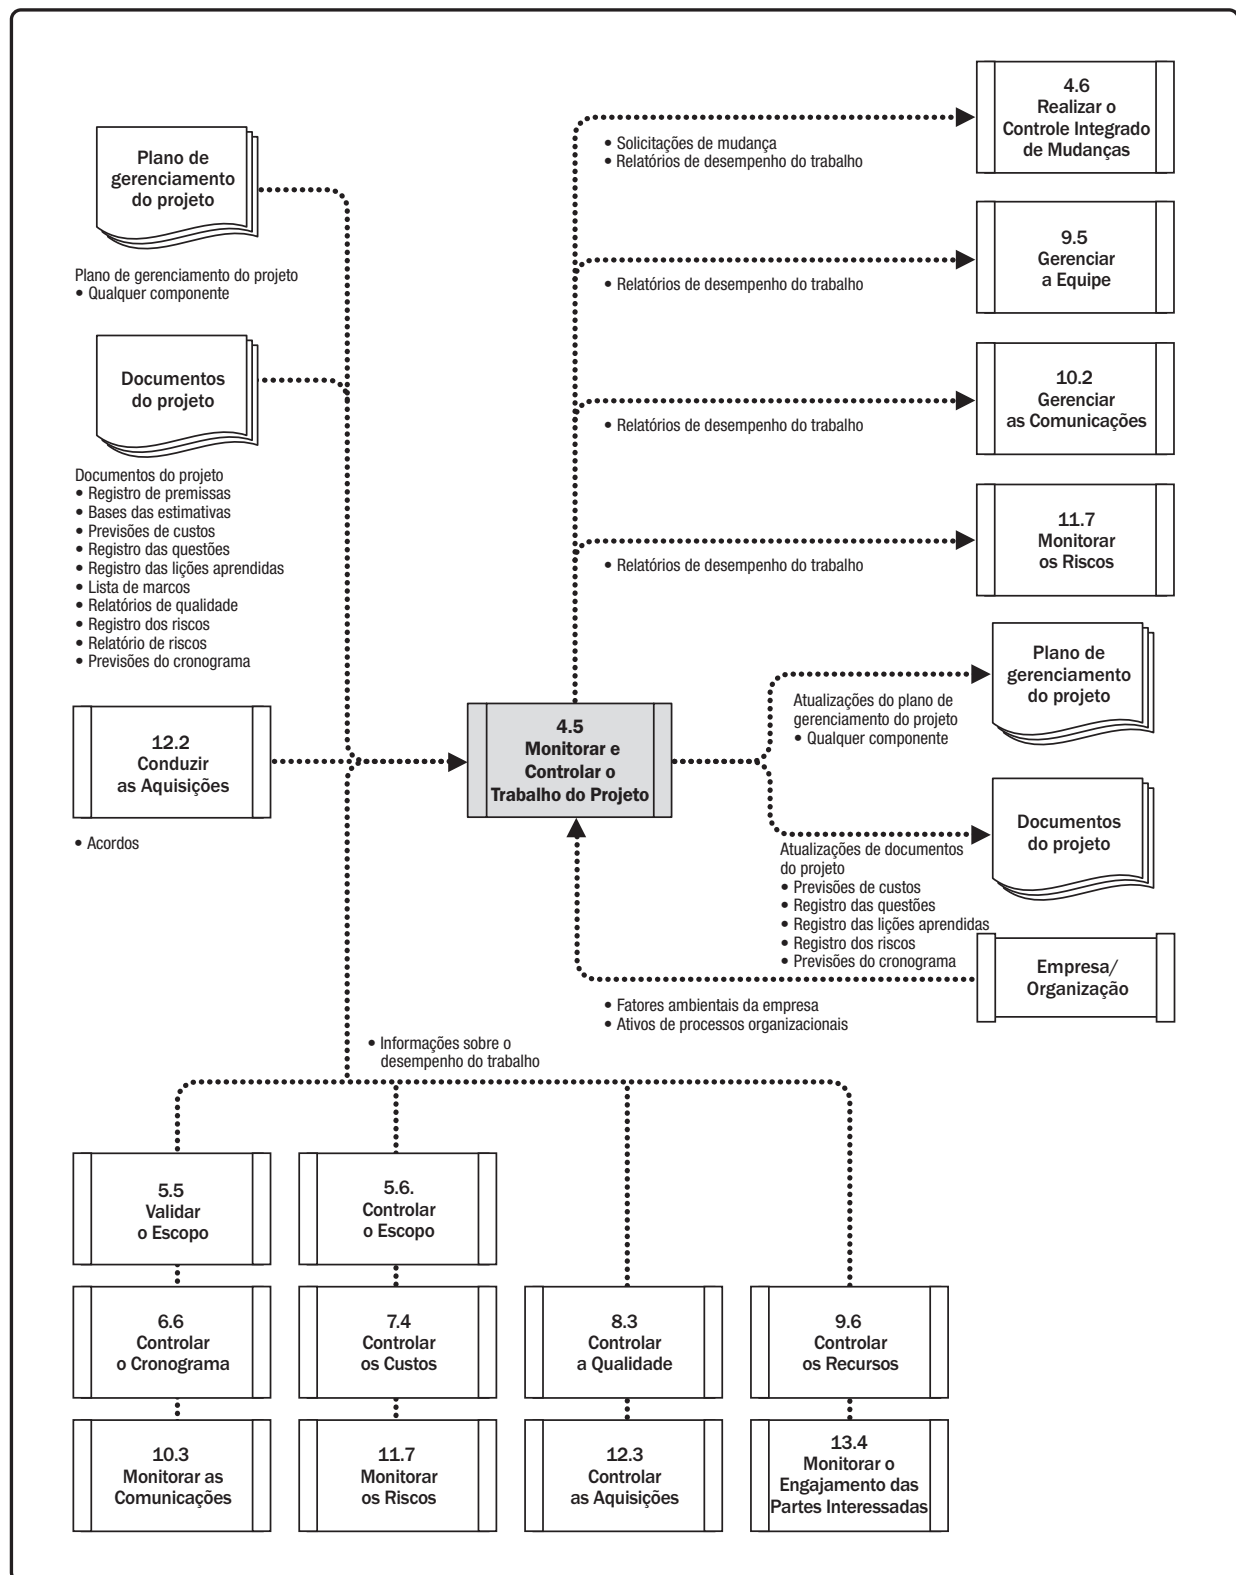 4.6
Realizar o
Controle Integrado
de Mudanças
• Solicitações de mudança
• Relatórios de desempenho do trabalho
Plano de
gerenciamento
do projeto
Plano de gerenciamento do projeto
• Qualquer componente
9.5
Gerenciar
a Equipe
• Relatórios de desempenho do trabalho
Documentos
do projeto
10.2
Gerenciar
as Comunicações
• Relatórios de desempenho do trabalho
Documentos do projeto
• Registro de premissas
• Bases das estimativas
• Previsões de custos
• Registro das questões
• Registro das lições aprendidas
• Lista de marcos
• Relatórios de qualidade
• Registro dos riscos
• Relatório de riscos
• Previsões do cronograma
11.7
Monitorar
os Riscos
• Relatórios de desempenho do trabalho
Plano de
gerenciamento
do projeto
Atualizações do plano de
gerenciamento do projeto
• Qualquer componente
12.2
Conduzir
as Aquisições
• Acordos
4.5
Monitorar e
Controlar o
Trabalho do Projeto
Documentos
do projeto
Atualizações de documentos
do projeto
• Previsões de custos
• Registro das questões
• Registro das lições aprendidas
• Registro dos riscos
• Previsões do cronograma
Empresa/
Organização
• Fatores ambientais da empresa
• Ativos de processos organizacionais
• Informações sobre o
desempenho do trabalho
5.5
Validar
o Escopo
5.6.
Controlar
o Escopo
6.6
Controlar
o Cronograma
7.4
Controlar
os Custos
8.3
Controlar
a Qualidade
9.6
Controlar
os Recursos
10.3
Monitorar as
Comunicações
11.7
Monitorar
os Riscos
12.3
Controlar
as Aquisições
13.4
Monitorar o
Engajamento das
Partes Interessadas